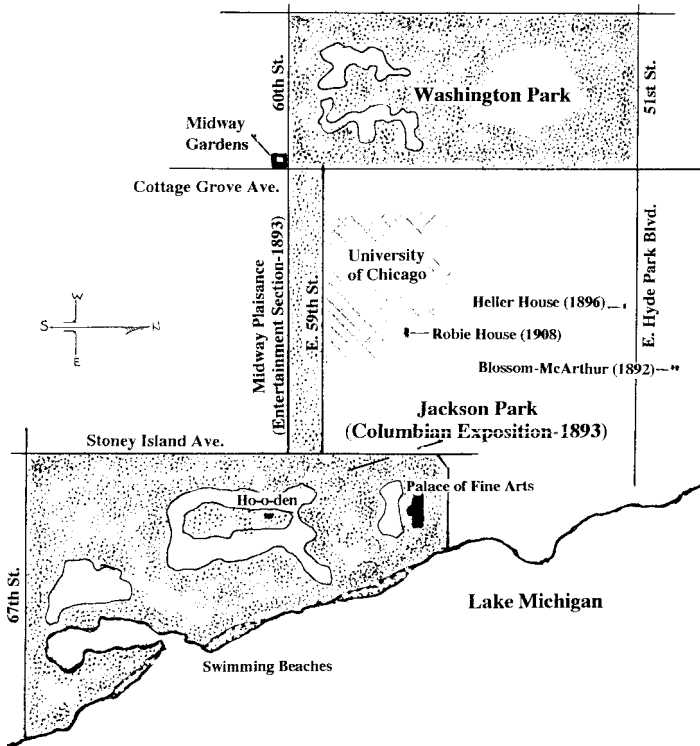 60th St.
Washington Park
51st St.
Midway
Gardens
Cottage Grove Ave.
Midway Plaisance
(Entertainment Section-1893)
E. 59th St.
University
of Chicago
E. Hyde Park Blvd.
Heller House (1896)
Robie House (1908)
Blossom-McArthur (1892)
W
S
N
E
Jackson Park
(Columbian Exposition-1893)
Stoney Island Ave.
Ho-o-den
Palace of Fine Arts
67th St.
Lake Michigan
Swimming Beaches